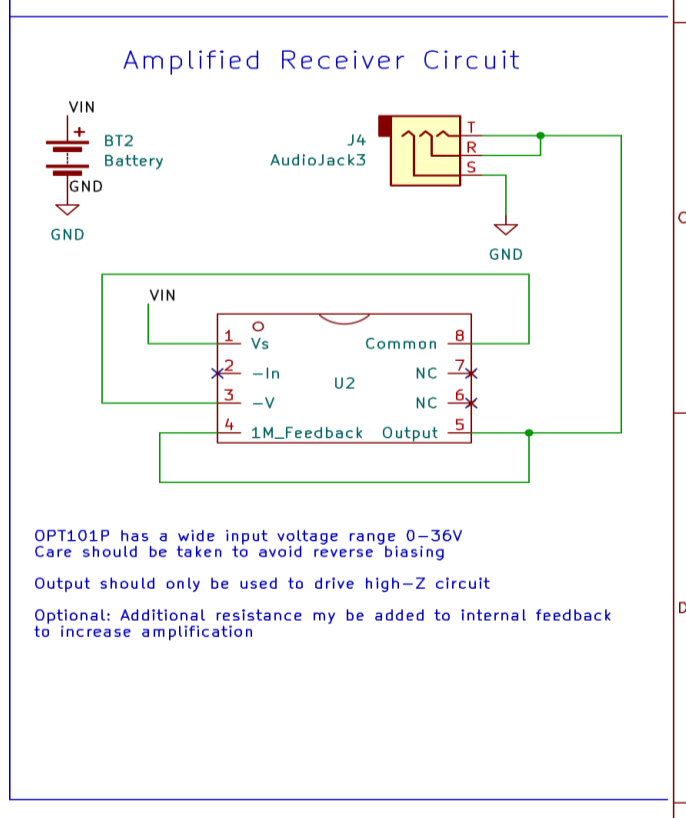 Amplified Receiver Circuit
VIN
+
BT2
Battery
GND
GND
J4
AudioJack3
T
R
S
GND
VIN
1 Vs
2 -In
3 -V
4 1M_Feedback
U2
Common 8
NC 7
NC 6
Output 5
C
OPT101P has a wide input voltage range 0-36V
Care should be taken to avoid reverse biasing
Output should only be used to drive high-Z circuit
Optional: Additional resistance my be added to internal feedback
to increase amplification
D